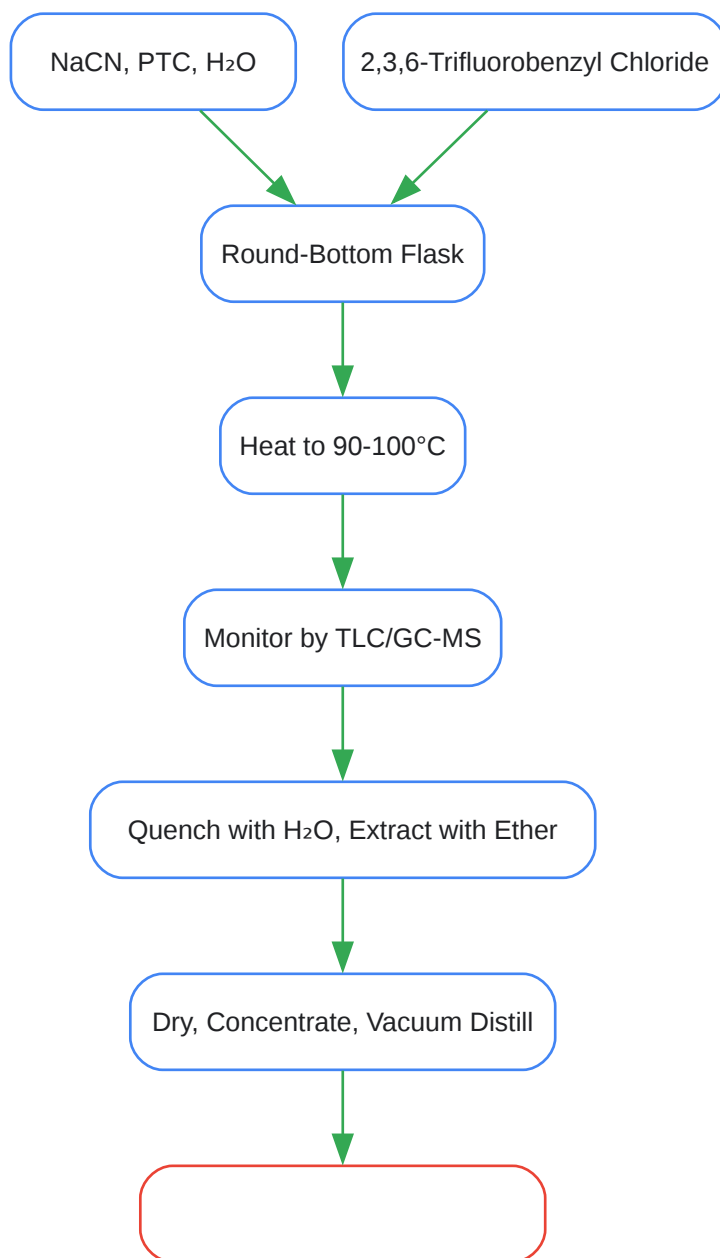 NaCN, PTC, H₂O
2,3,6-Trifluorobenzyl Chloride
Round-Bottom Flask
Heat to 90-100°C
Monitor by TLC/GC-MS
Quench with H₂O, Extract with Ether
Dry, Concentrate, Vacuum Distill